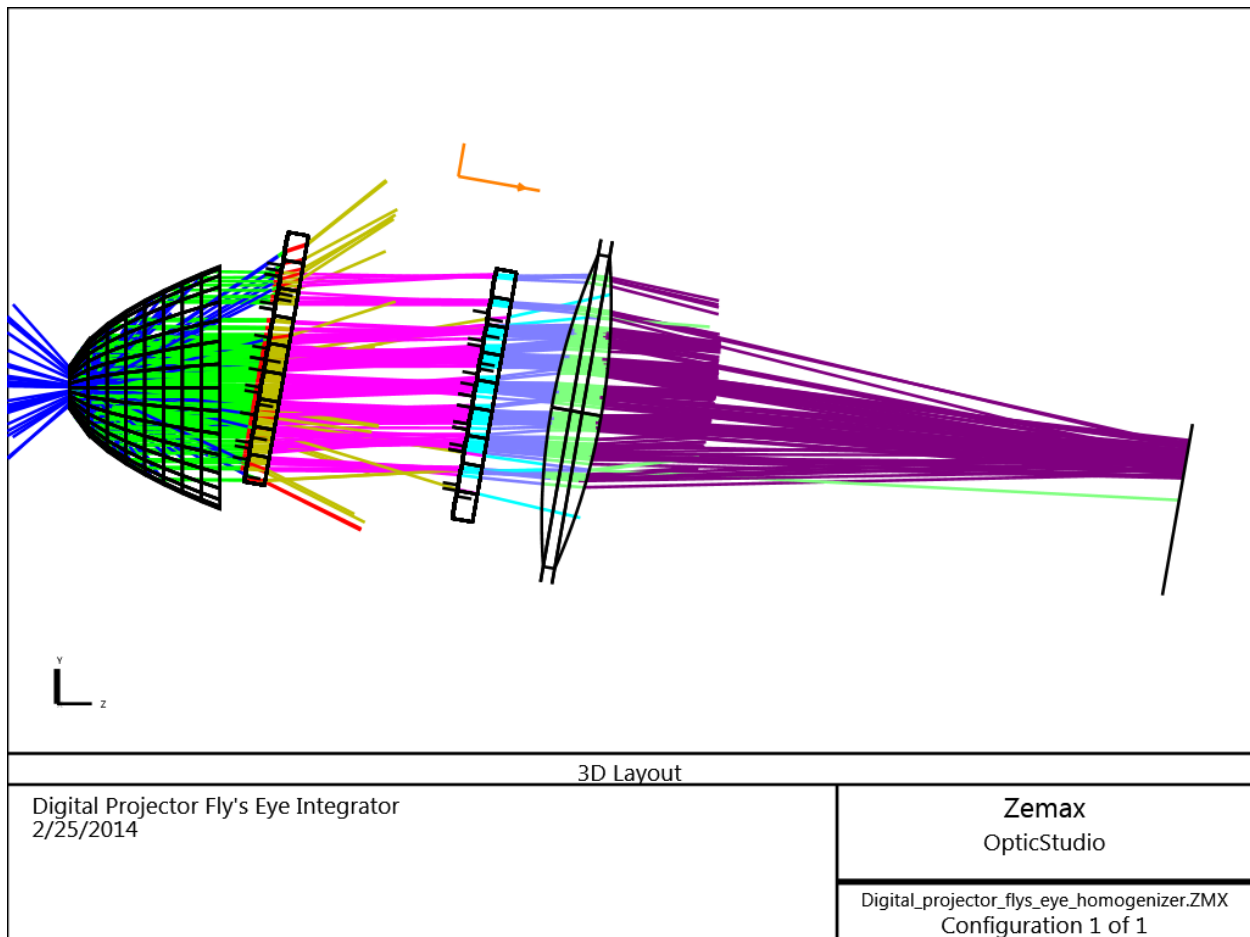 Y
Z
3D Layout
Digital Projector Fly's Eye Integrator
2/25/2014
Zemax
OpticStudio
Digital_projector_flys_eye_homogenizer.ZMX
Configuration 1 of 1